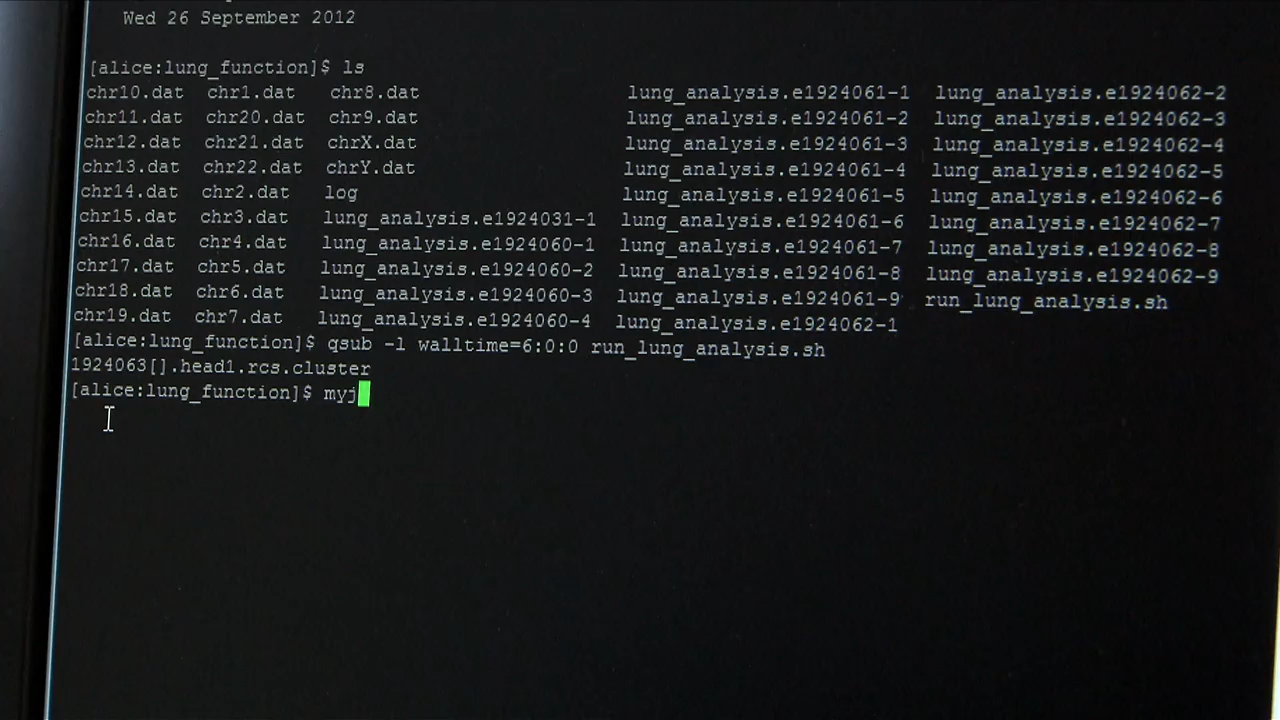 Wed 26 September 2012
[alice:lung_function]$ ls
chr10.dat chr1.dat chr8.dat lung_analysis.e1924061-1 lung_analysis.e1924062-2
chr11.dat chr20.dat chr9.dat lung_analysis.e1924061-2 lung_analysis.e1924062-3
chr12.dat chr21.dat chrX.dat lung_analysis.e1924061-3 lung_analysis.e1924062-4
chr13.dat chr22.dat chrY.dat lung_analysis.e1924061-4 lung_analysis.e1924062-5
chr14.dat chr2.dat log lung_analysis.e1924061-5 lung_analysis.e1924062-6
chr15.dat chr3.dat lung_analysis.e1924031-1 lung_analysis.e1924061-6 lung_analysis.e1924062-7
chr16.dat chr4.dat lung_analysis.e1924060-1 lung_analysis.e1924061-7 lung_analysis.e1924062-8
chr17.dat chr5.dat lung_analysis.e1924060-2 lung_analysis.e1924061-8 lung_analysis.e1924062-9
chr18.dat chr6.dat lung_analysis.e1924060-3 lung_analysis.e1924061-9 run_lung_analysis.sh
chr19.dat chr7.dat lung_analysis.e1924060-4 lung_analysis.e1924062-1
[alice:lung_function]$ qsub -l walltime=6:0:0 run_lung_analysis.sh
1924063[].head1.rcs.cluster
[alice:lung_function]$ myj